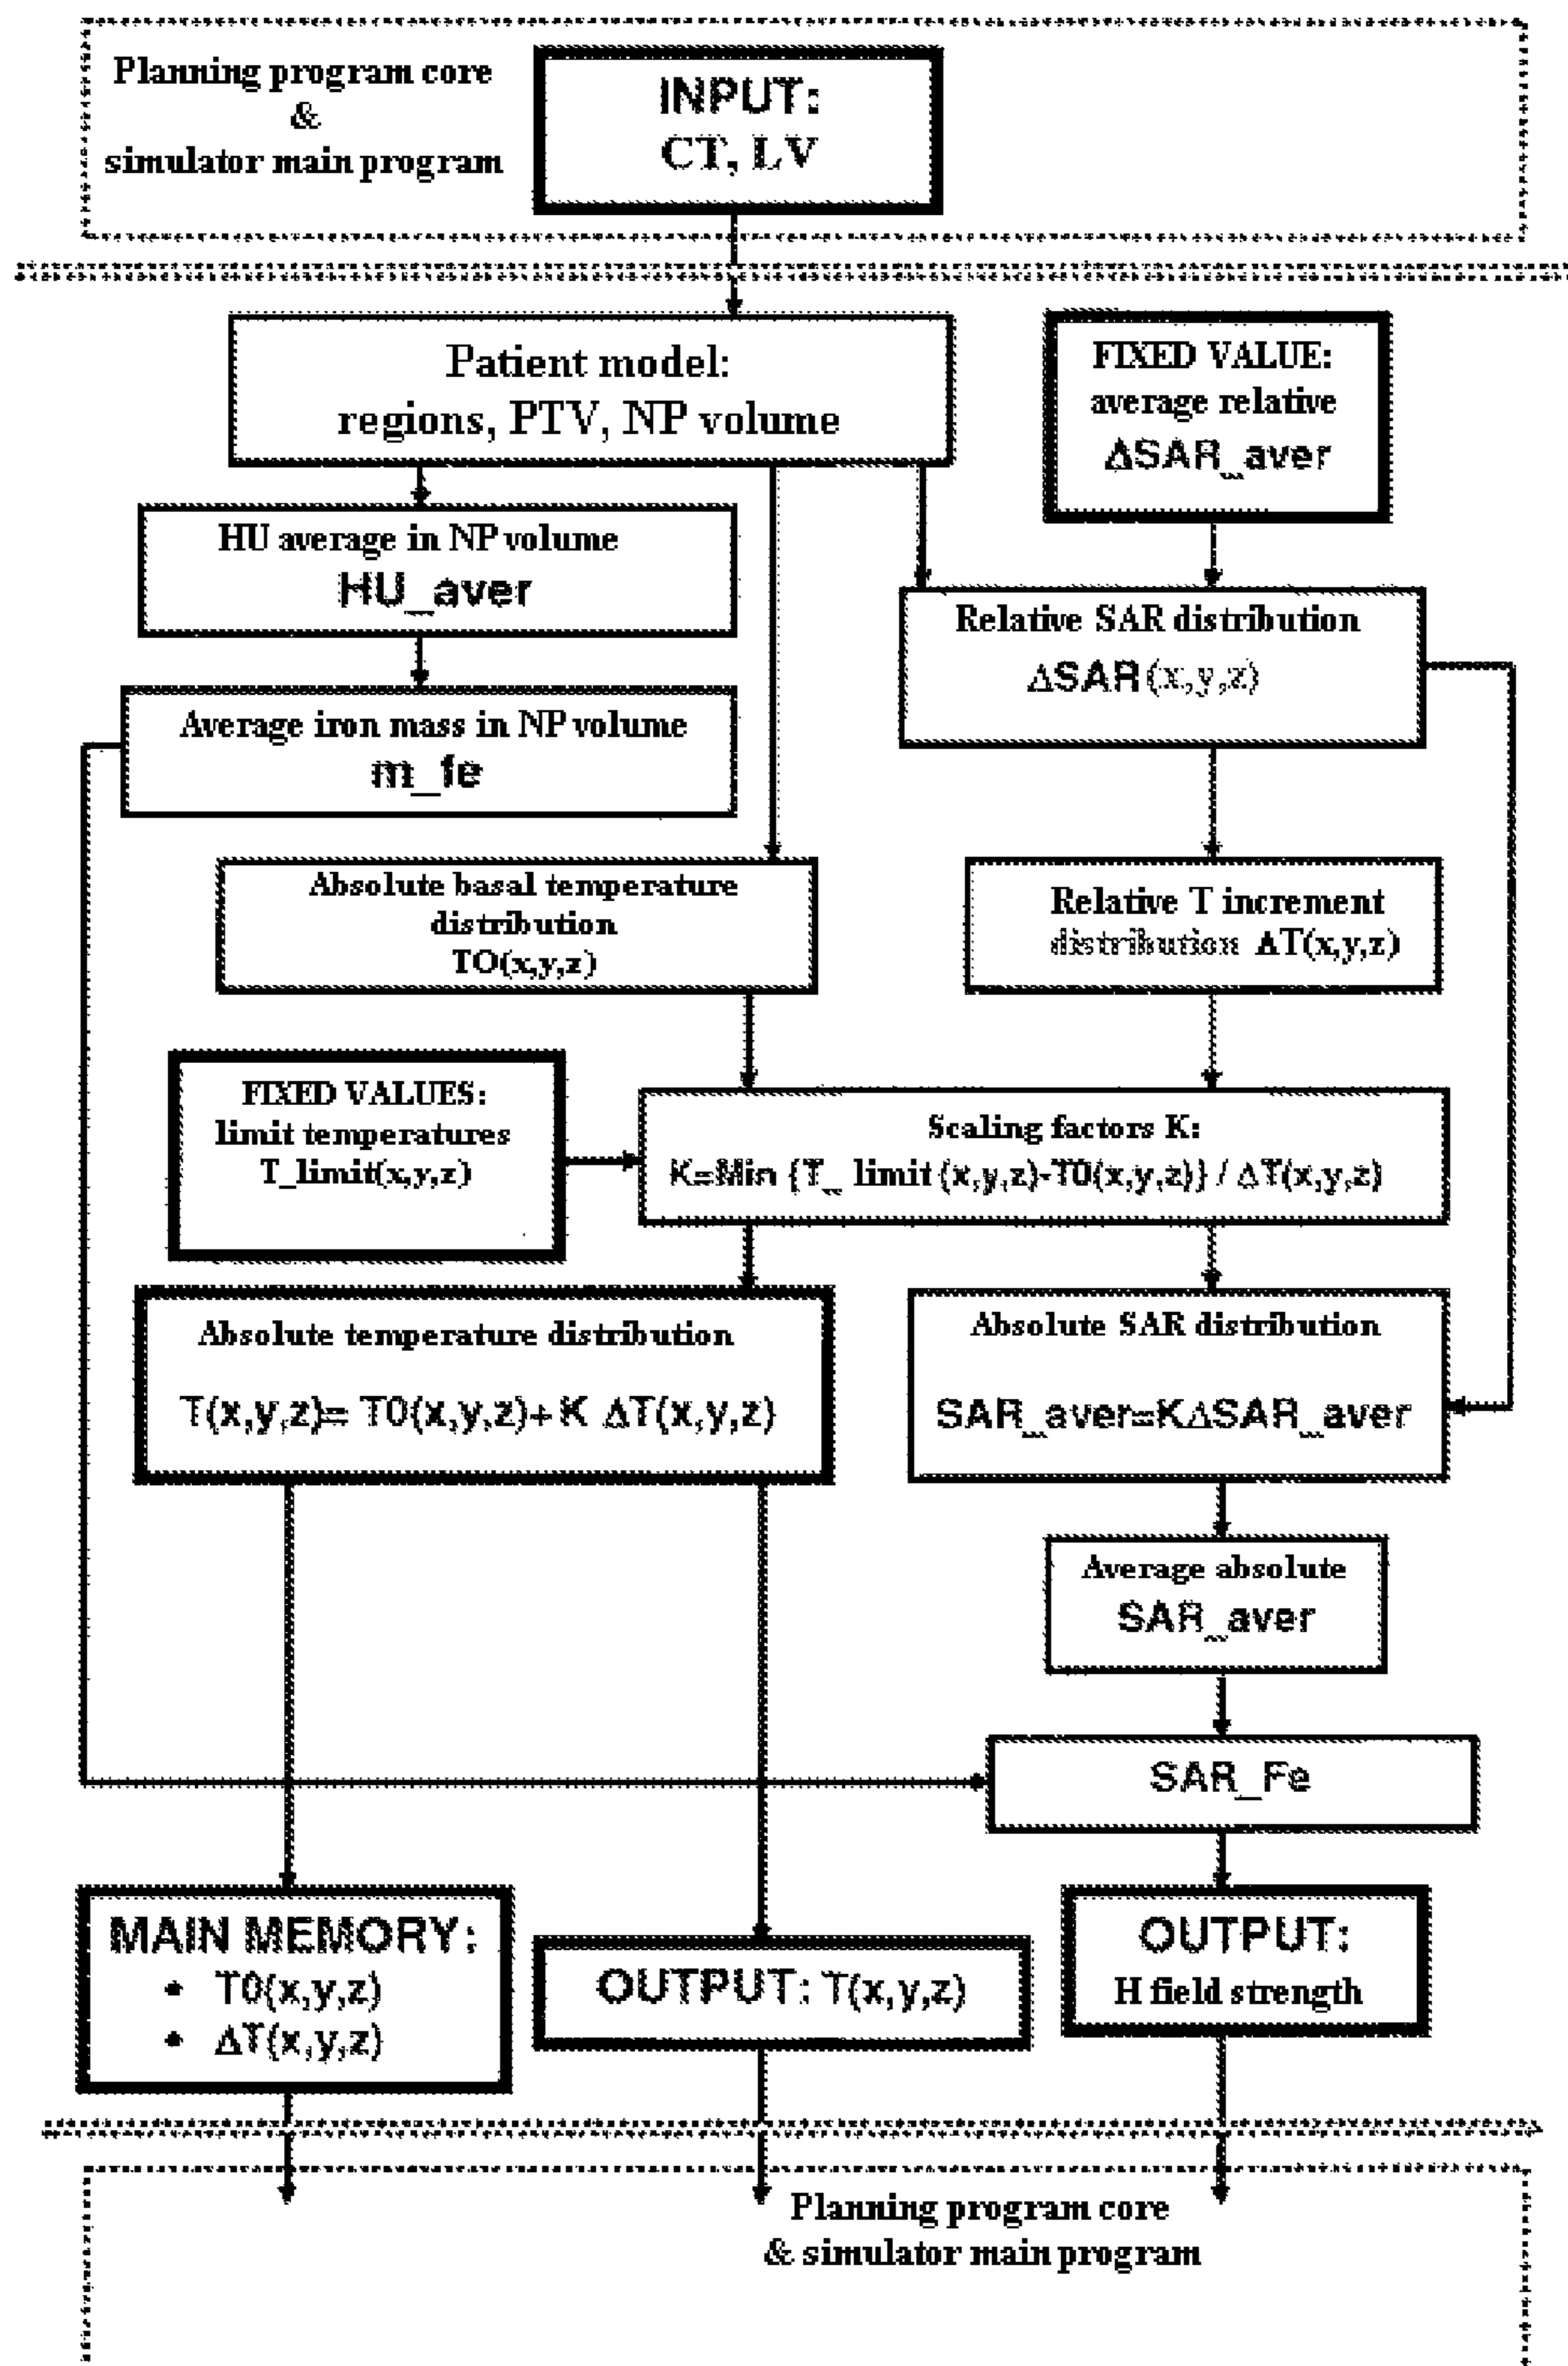 Planning program core
&
simulator main program
INPUT:
CT, LV
Patient model:
regions, PTV, NP volume
FIXED VALUE:
average relative
ΔSAR_aver
HU average in NP volume
HU_aver
Relative SAR distribution
ΔSAR(x,y,z)
Average iron mass in NP volume
m_fe
Absolute basal temperature
distribution
TO(x,y,z)
Relative T increment
distribution ΔT(x,y,z)
FIXED VALUES:
limit temperatures
T_limit(x,y,z)
Scaling factors K:
K=Min {T_ limit(x,y,z)-T0(x,y,z)} / ΔT(x,y,z)
Absolute temperature distribution
T(x,y,z)= T0(x,y,z)+ K ΔT(x,y,z)
Absolute SAR distribution
SAR_aver=KΔSAR_aver
Average absolute
SAR_aver
SAR_Fe
MAIN MEMORY:
• T0(x,y,z)
• ΔT(x,y,z)
OUTPUT: T(x,y,z)
OUTPUT:
H field strength
Planning program core
& simulator main program